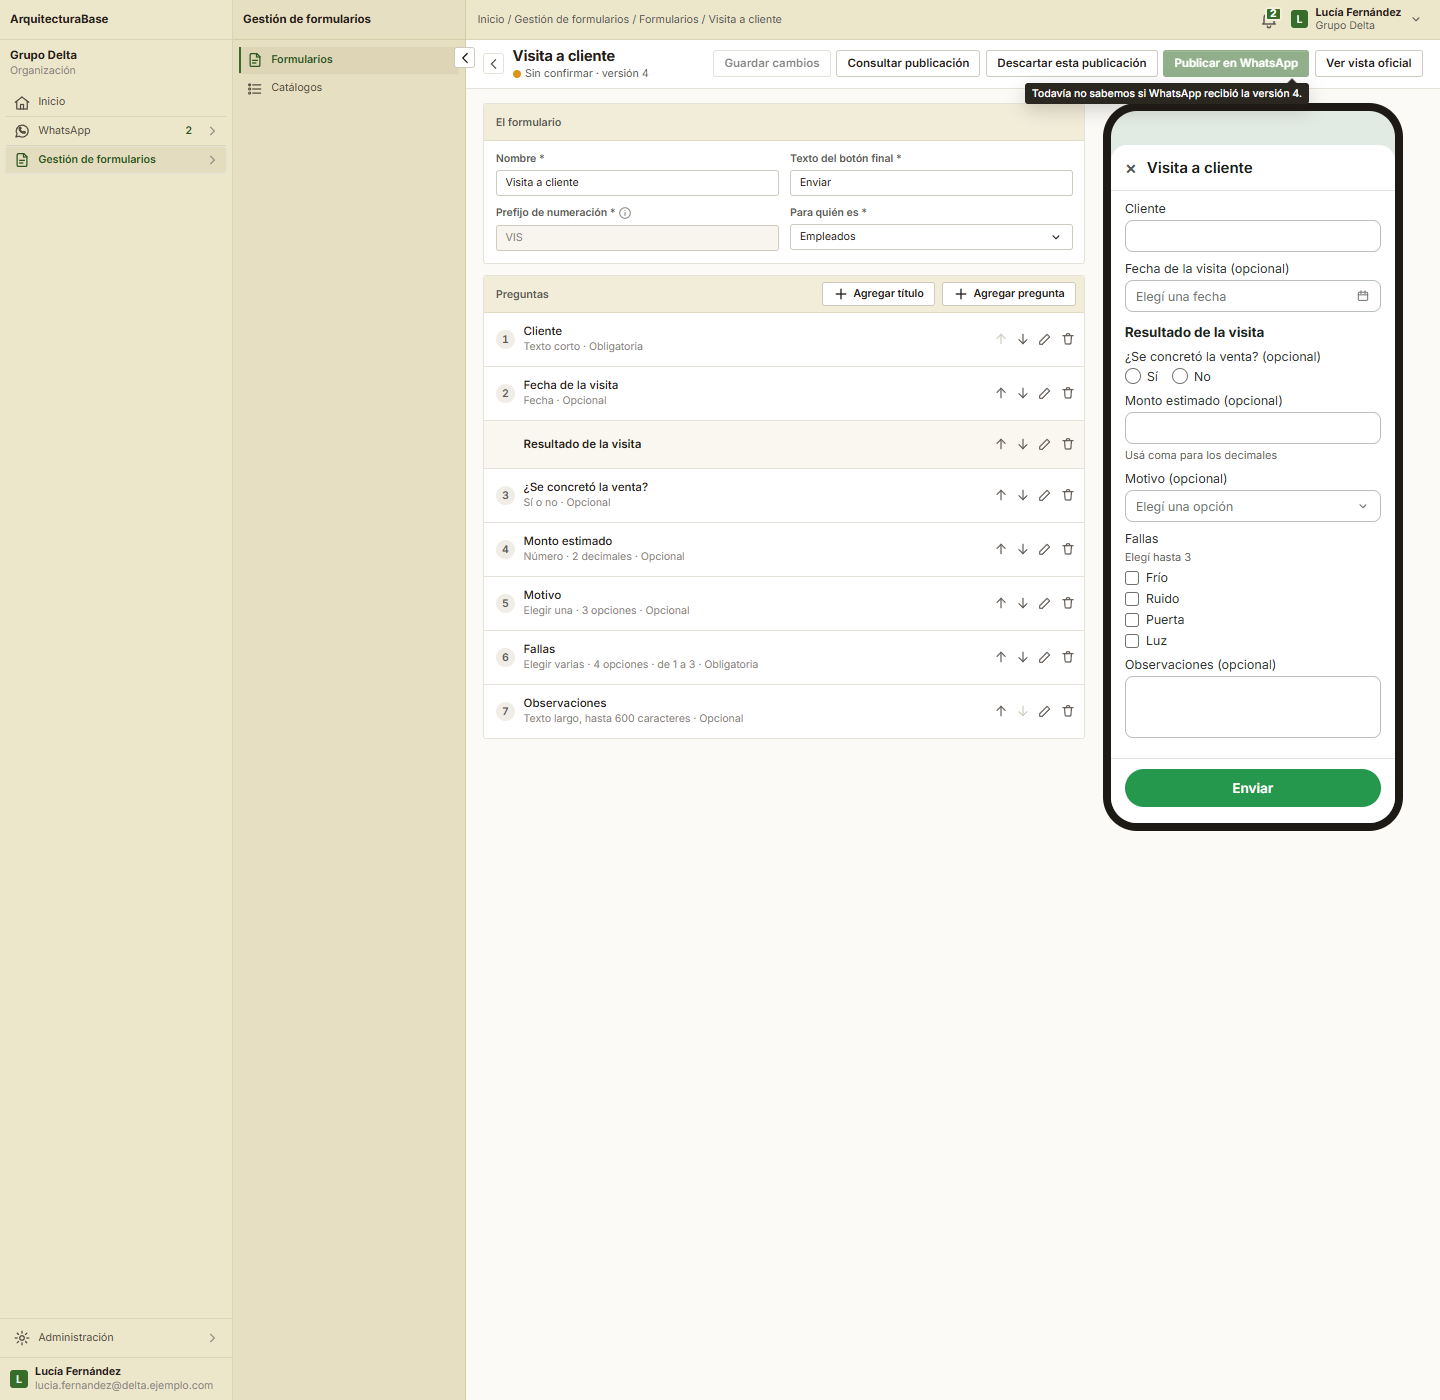 ArquitecturaBase
Grupo Delta
Organización
Inicio
WhatsApp 2
Gestión de formularios
Administración
L Lucía Fernández
lucia.fernandez@delta.ejemplo.com
Gestión de formularios
Formularios
Catálogos
Inicio / Gestión de formularios / Formularios / Visita a cliente
2
L Lucía Fernández
Grupo Delta
Visita a cliente
Sin confirmar · versión 4
Guardar cambios
Consultar publicación
Descartar esta publicación
Publicar en WhatsApp
Ver vista oficial
Todavía no sabemos si WhatsApp recibió la versión 4.
El formulario
Nombre *
Visita a cliente
Texto del botón final *
Enviar
Prefijo de numeración *
VIS
Para quién es *
Empleados
Preguntas
Agregar título
Agregar pregunta
1 Cliente
Texto corto · Obligatoria
2 Fecha de la visita
Fecha · Opcional
Resultado de la visita
3 ¿Se concretó la venta?
Sí o no · Opcional
4 Monto estimado
Número · 2 decimales · Opcional
5 Motivo
Elegir una · 3 opciones · Opcional
6 Fallas
Elegir varias · 4 opciones · de 1 a 3 · Obligatoria
7 Observaciones
Texto largo, hasta 600 caracteres · Opcional
Visita a cliente
Cliente
Fecha de la visita (opcional)
Elegí una fecha
Resultado de la visita
¿Se concretó la venta? (opcional)
Sí No
Monto estimado (opcional)
Usá coma para los decimales
Motivo (opcional)
Elegí una opción
Fallas
Elegí hasta 3
Frío
Ruido
Puerta
Luz
Observaciones (opcional)
Enviar